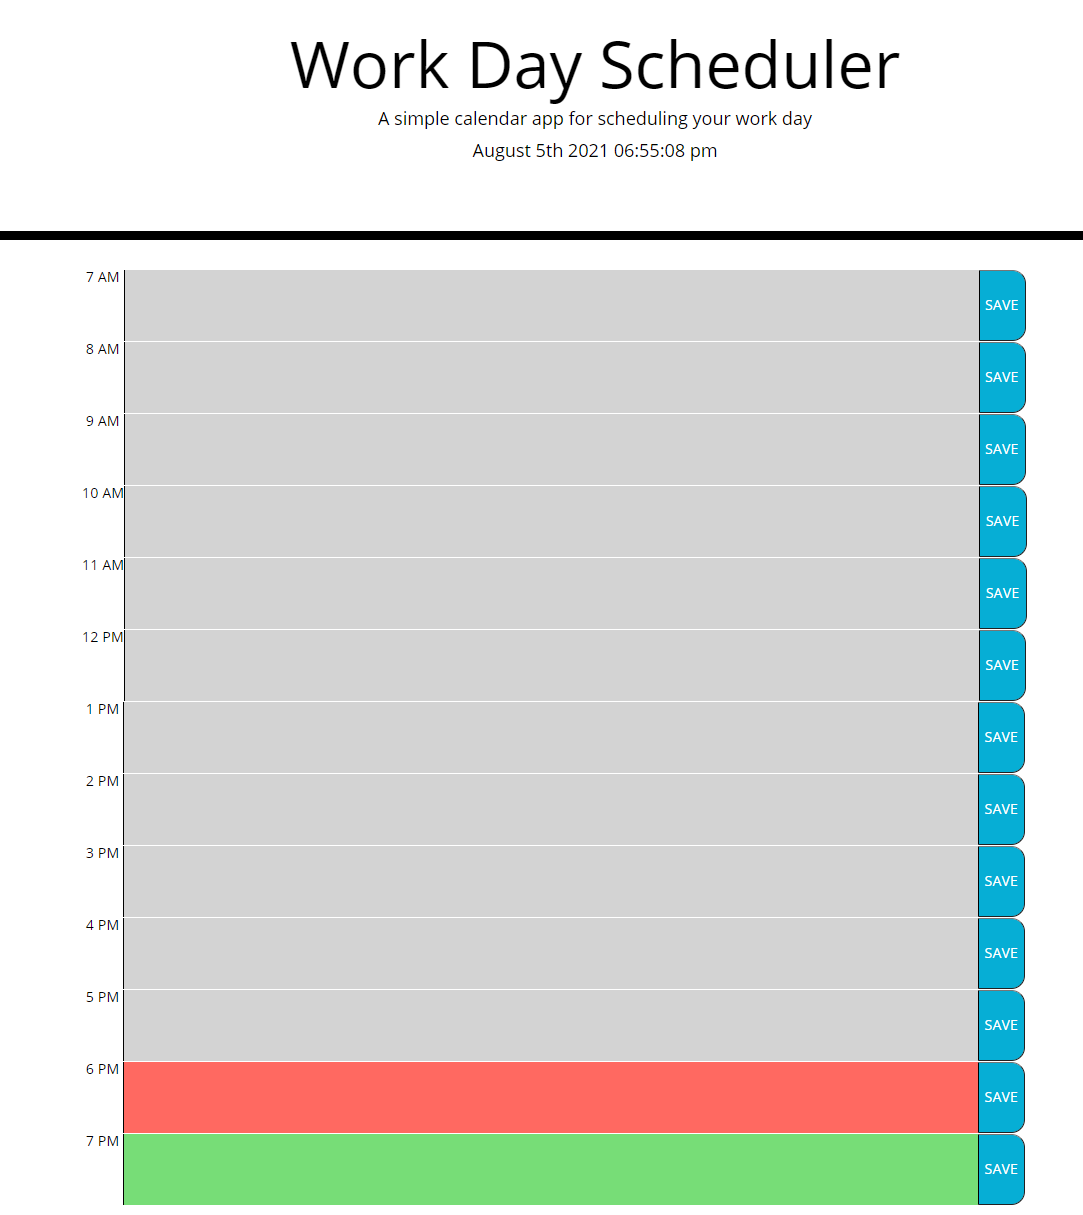 Work Day Scheduler
A simple calendar app for scheduling your work day
August 5th 2021 06:55:08 pm
7 AM
SAVE
8 AM
SAVE
9 AM
SAVE
10 AM
SAVE
11 AM
SAVE
12 PM
SAVE
1 PM
SAVE
2 PM
SAVE
3 PM
SAVE
4 PM
SAVE
5 PM
SAVE
6 PM
SAVE
7 PM
SAVE